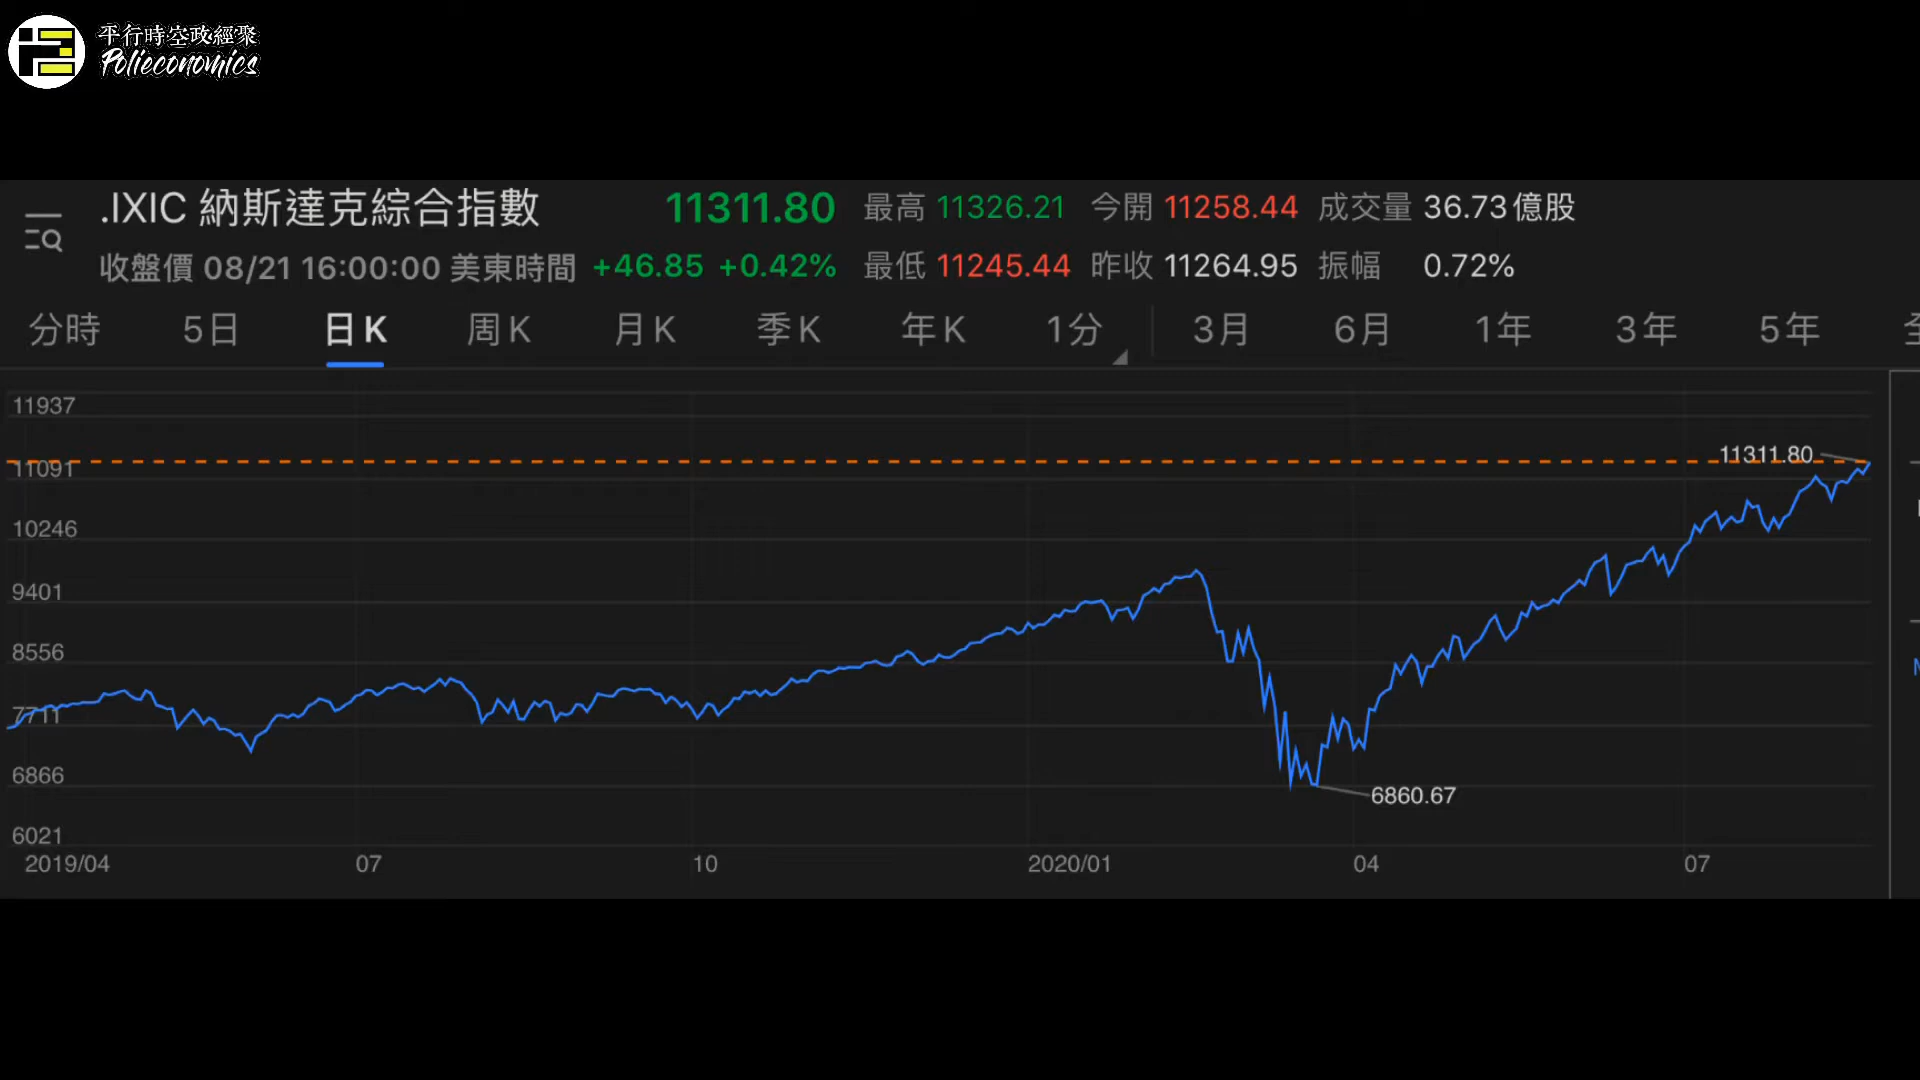 平行時空政經聚
Polieconomics
.IXIC 納斯達克綜合指數 11311.80 最高 11326.21 今開 11258.44 成交量 36.73億股
收盤價 08/21 16:00:00 美東時間 +46.85 +0.42% 最低 11245.44 昨收 11264.95 振幅 0.72%
分時 5日 日K 周K 月K 季K 年K 1分 3月 6月 1年 3年 5年
11937
11311.80
11091
10246
9401
8556
7711
6866
6860.67
6021
2019/04 07 10 2020/01 04 07